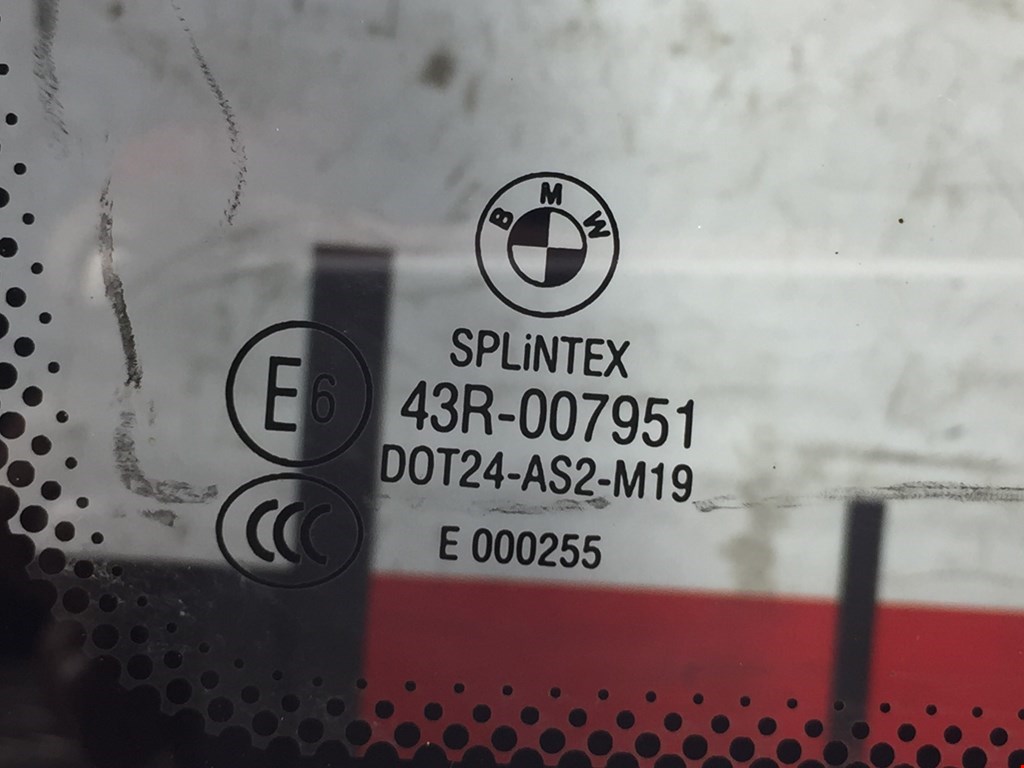 BMW
SPLiNTEX
E6
43R-007951
DOT24-AS2-M19
CCC
E 000255